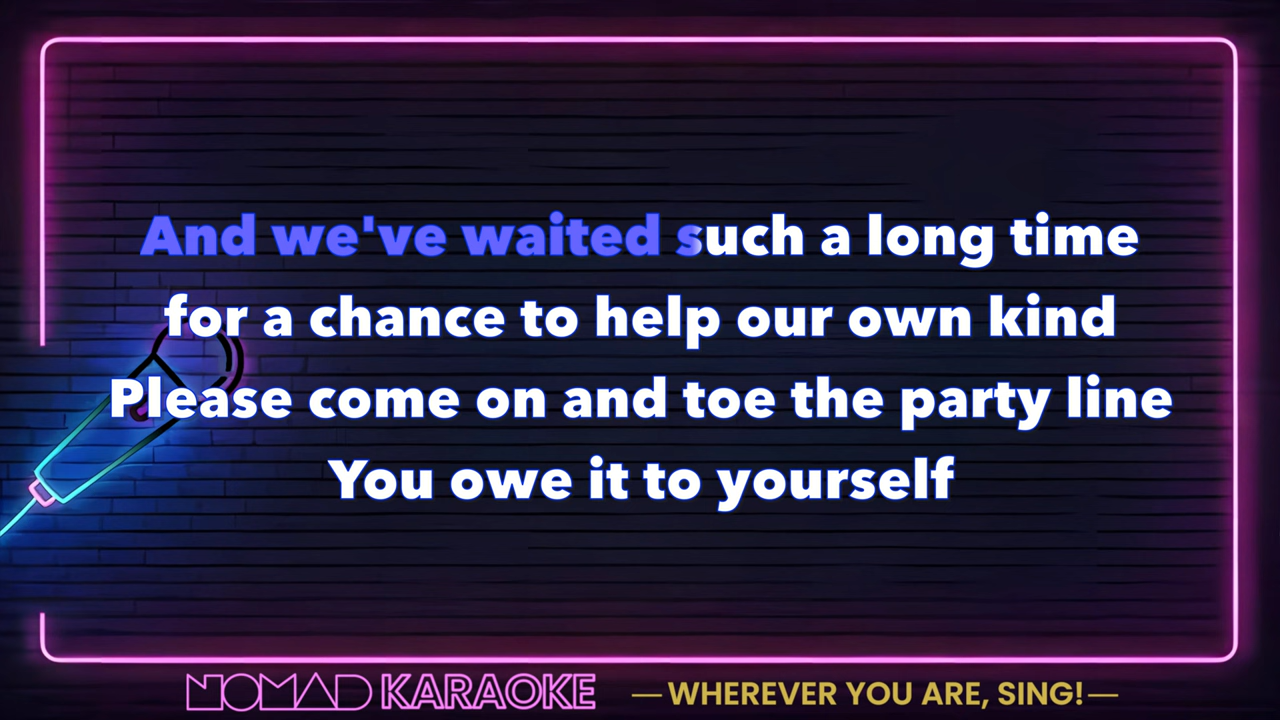 And we've waited such a long time
for a chance to help our own kind
Please come on and toe the party line
You owe it to yourself
NOMAD KARAOKE — WHEREVER YOU ARE, SING! —